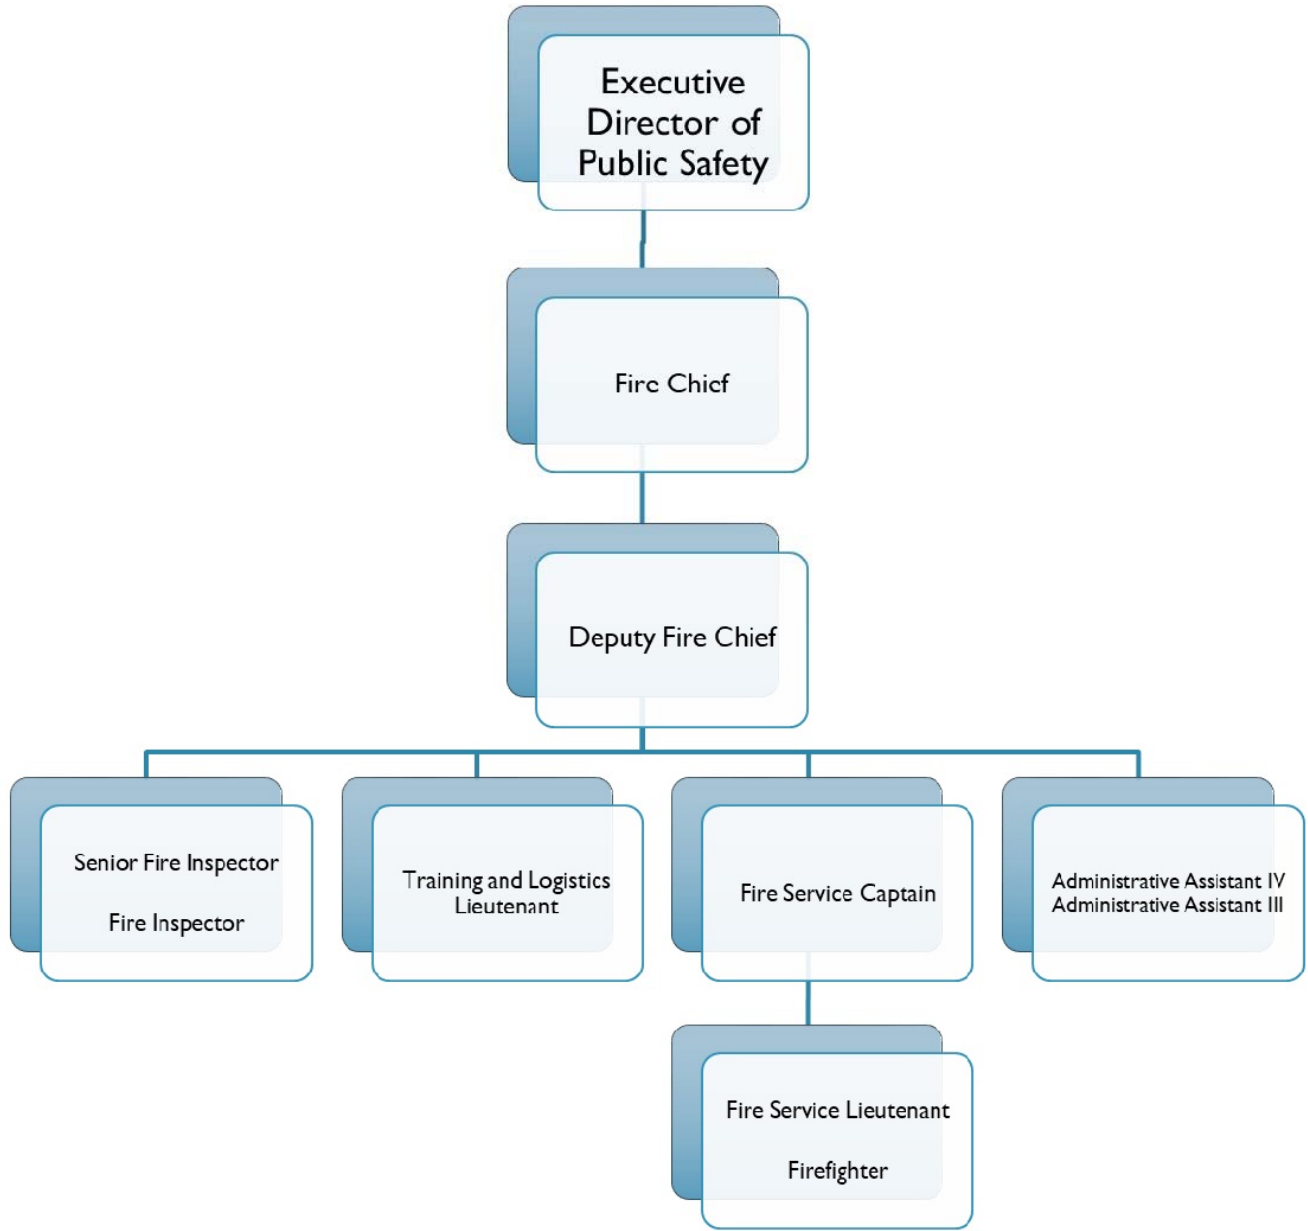 Executive
Director of
Public Safety
Fire Chief
Deputy Fire Chief
Senior Fire Inspector
Fire Inspector
Training and Logistics
Lieutenant
Fire Service Captain
Administrative Assistant IV
Administrative Assistant III
Fire Service Lieutenant
Firefighter